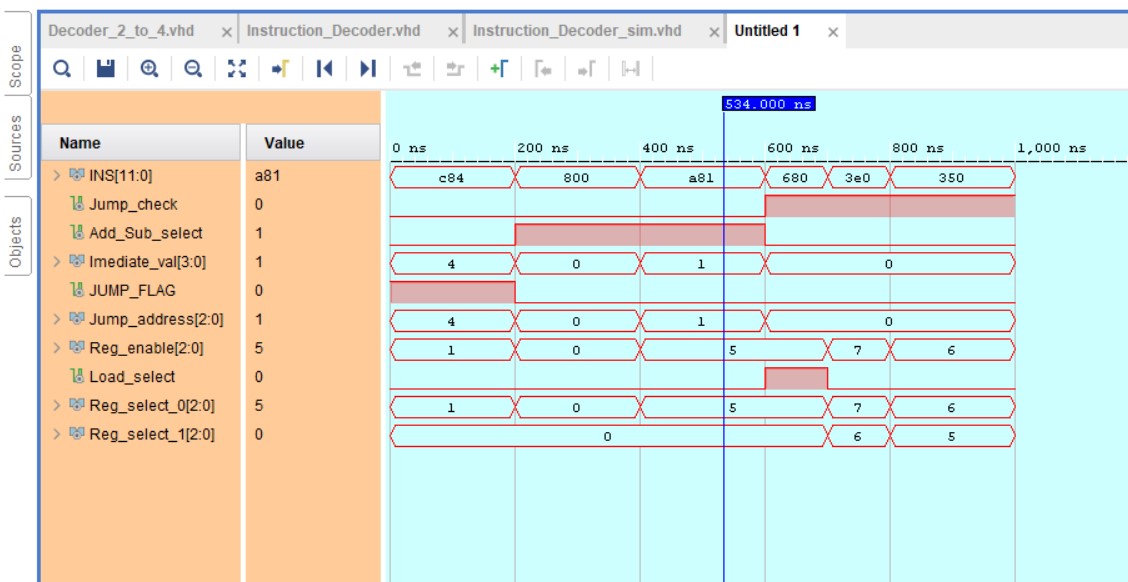 Decoder_2_to_4.vhd × Instruction_Decoder.vhd × Instruction_Decoder_sim.vhd × Untitled 1 ×
Scope
Sources
Objects
534.000 ns
Name Value 0 ns 200 ns 400 ns 600 ns 800 ns 1,000 ns
INS[11:0] a81 c84 800 a81 680 3e0 350
Jump_check 0
Add_Sub_select 1
Imediate_val[3:0] 1 4 0 1 0
JUMP_FLAG 0
Jump_address[2:0] 1 4 0 1 0
Reg_enable[2:0] 5 1 0 5 7 6
Load_select 0
Reg_select_0[2:0] 5 1 0 5 7 6
Reg_select_1[2:0] 0 0 6 5